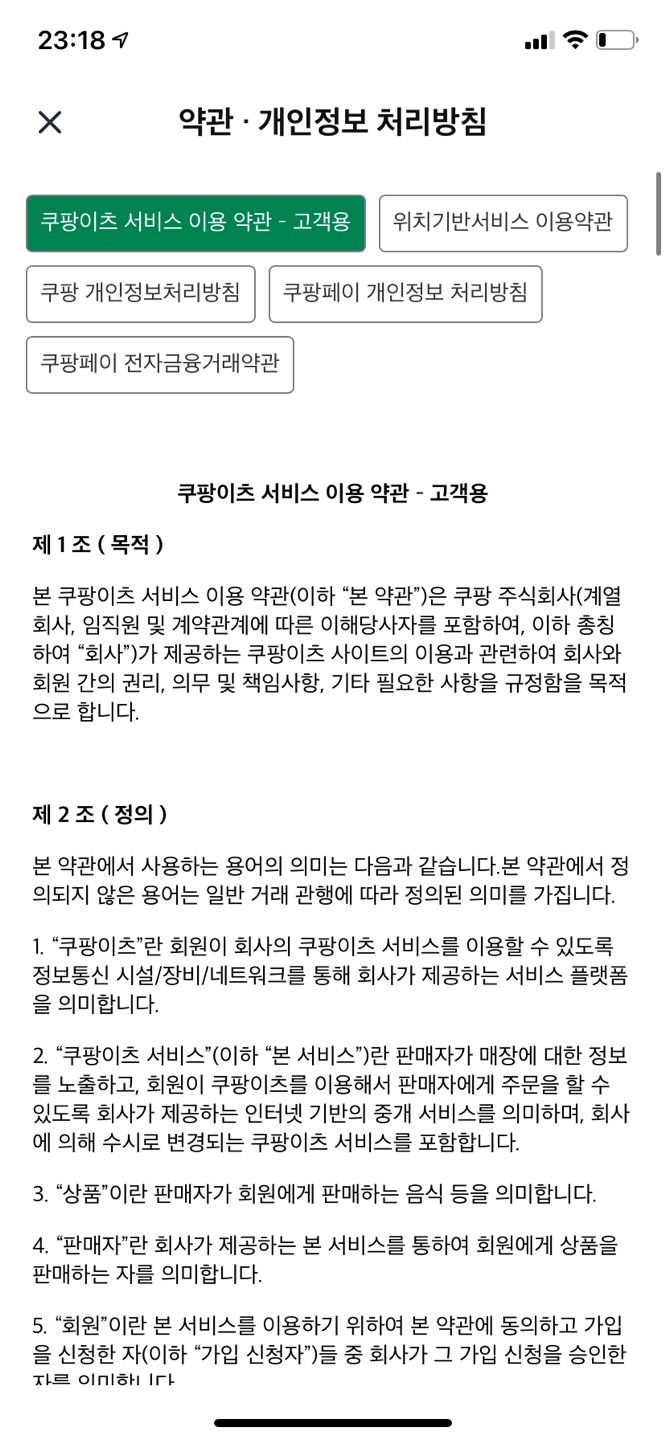 23:18
약관 · 개인정보 처리방침
쿠팡이츠 서비스 이용 약관 - 고객용
위치기반서비스 이용약관
쿠팡 개인정보처리방침
쿠팡페이 개인정보 처리방침
쿠팡페이 전자금융거래약관
쿠팡이츠 서비스 이용 약관 - 고객용
제 1 조 ( 목적 )
본 쿠팡이츠 서비스 이용 약관(이하 “본 약관”)은 쿠팡 주식회사(계열
회사, 임직원 및 계약관계에 따른 이해당사자를 포함하여, 이하 총칭
하여 “회사”)가 제공하는 쿠팡이츠 사이트의 이용과 관련하여 회사와
회원 간의 권리, 의무 및 책임사항, 기타 필요한 사항을 규정함을 목적
으로 합니다.
제 2 조 ( 정의 )
본 약관에서 사용하는 용어의 의미는 다음과 같습니다.본 약관에서 정
의되지 않은 용어는 일반 거래 관행에 따라 정의된 의미를 가집니다.
1. “쿠팡이츠”란 회원이 회사의 쿠팡이츠 서비스를 이용할 수 있도록
정보통신 시설/장비/네트워크를 통해 회사가 제공하는 서비스 플랫폼
을 의미합니다.
2. “쿠팡이츠 서비스”(이하 “본 서비스”)란 판매자가 매장에 대한 정보
를 노출하고, 회원이 쿠팡이츠를 이용해서 판매자에게 주문을 할 수
있도록 회사가 제공하는 인터넷 기반의 중개 서비스를 의미하며, 회사
에 의해 수시로 변경되는 쿠팡이츠 서비스를 포함합니다.
3. “상품”이란 판매자가 회원에게 판매하는 음식 등을 의미합니다.
4. “판매자”란 회사가 제공하는 본 서비스를 통하여 회원에게 상품을
판매하는 자를 의미합니다.
5. “회원”이란 본 서비스를 이용하기 위하여 본 약관에 동의하고 가입
을 신청한 자(이하 “가입 신청자”)들 중 회사가 그 가입 신청을 승인한
자를 의미합니다